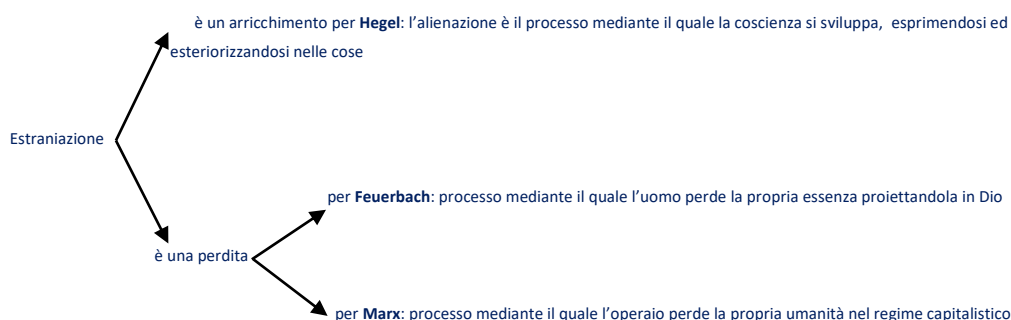 è un arricchimento per Hegel: l’alienazione è il processo mediante il quale la coscienza si sviluppa, esprimendosi ed
esteriorizzandosi nelle cose
Estraniazione
per Feuerbach: processo mediante il quale l’uomo perde la propria essenza proiettandola in Dio
è una perdita
per Marx: processo mediante il quale l’operaio perde la propria umanità nel regime capitalistico